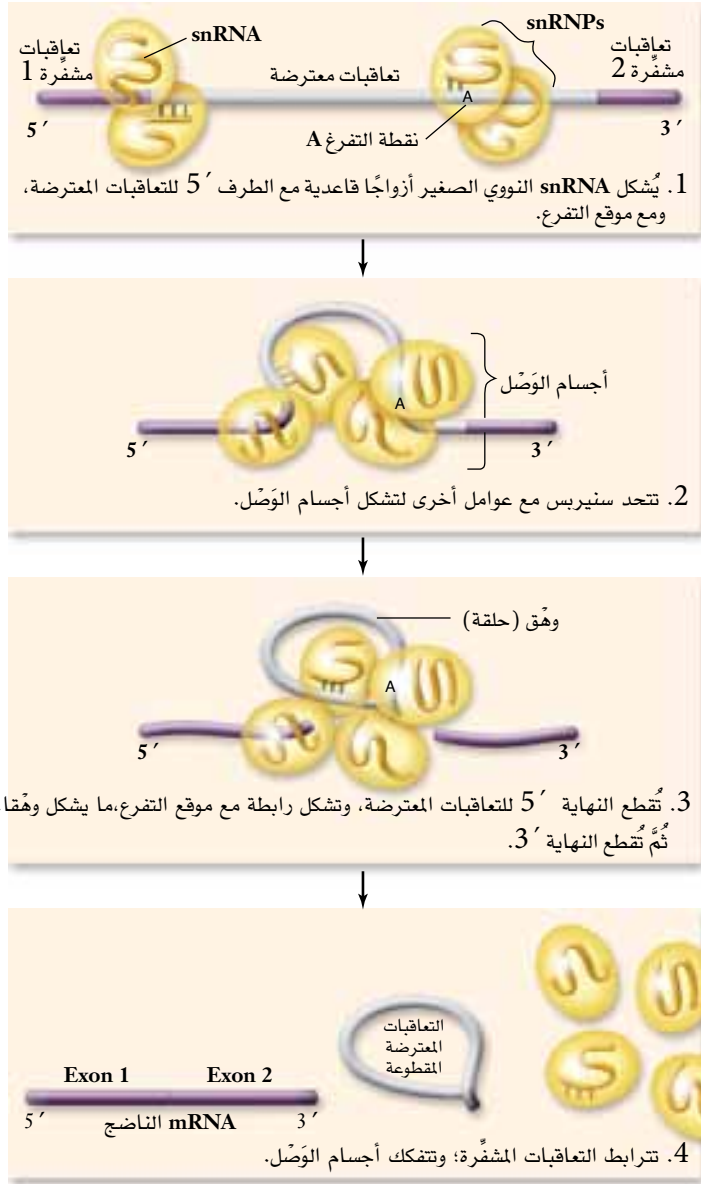 snRNA
snRNPs
تعاقبات
مشفِّرة 1
تعاقبات معترضة
تعاقبات
مشفِّرة 2
A
5′
3′
نقطة التفرغ A
1. يُشكل snRNA النووي الصغير أزواجًا قاعدية مع الطرف 5′ للتعاقبات المعترضة،
ومع موقع التفرع.
أجسام الوَصْل
A
5′
3′
2. تتحد سنيربس مع عوامل أخرى لتشكل أجسام الوَصْل.
وهْق (حلقة)
A
5′
3′
3. تُقطع النهاية 5′ للتعاقبات المعترضة، وتشكل رابطة مع موقع التفرع،ما يشكل وهْقا،
ثُمَّ تُقطع النهاية 3′.
التعاقبات
المعترضة
المقطوعة
Exon 1
Exon 2
5′
mRNA الناضج
3′
4. تترابط التعاقبات المشفِّرة؛ وتتفكك أجسام الوَصْل.